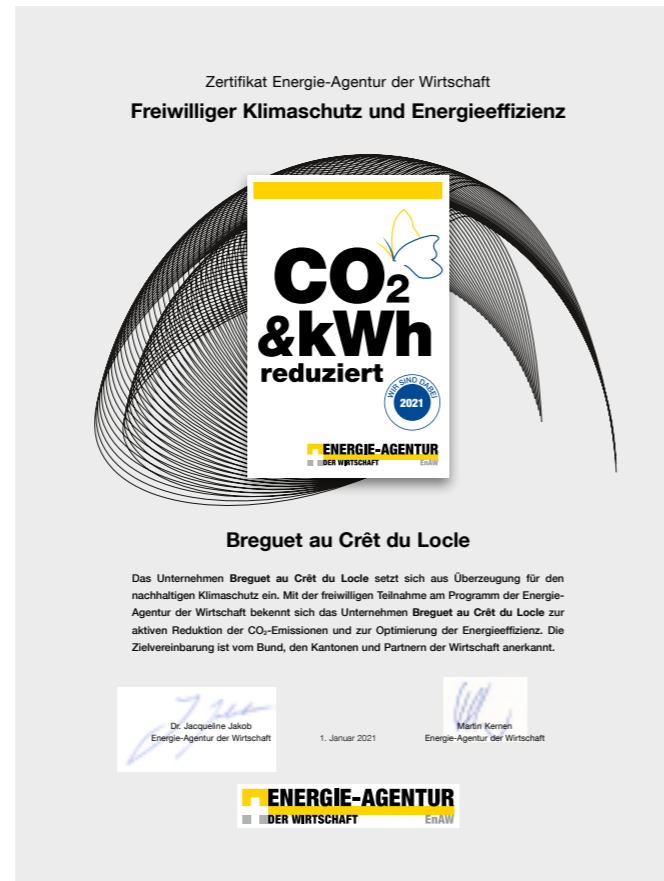 Zertifikat Energie-Agentur der Wirtschaft
Freiwilliger Klimaschutz und Energieeffizienz
CO₂
&kWh
reduziert
WIR SIND DABEI
2021
ENERGIE-AGENTUR
DER WIRTSCHAFT EnAW
Breguet au Crêt du Locle
Das Unternehmen Breguet au Crêt du Locle setzt sich aus Überzeugung für den
nachhaltigen Klimaschutz ein. Mit der freiwilligen Teilnahme am Programm der Energie-
Agentur der Wirtschaft bekennt sich das Unternehmen Breguet au Crêt du Locle zur
aktiven Reduktion der CO₂-Emissionen und zur Optimierung der Energieeffizienz. Die
Zielvereinbarung ist vom Bund, den Kantonen und Partnern der Wirtschaft anerkannt.
Dr. Jacqueline Jakob
Energie-Agentur der Wirtschaft
1. Januar 2021
Martin Kernen
Energie-Agentur der Wirtschaft
ENERGIE-AGENTUR
DER WIRTSCHAFT EnAW